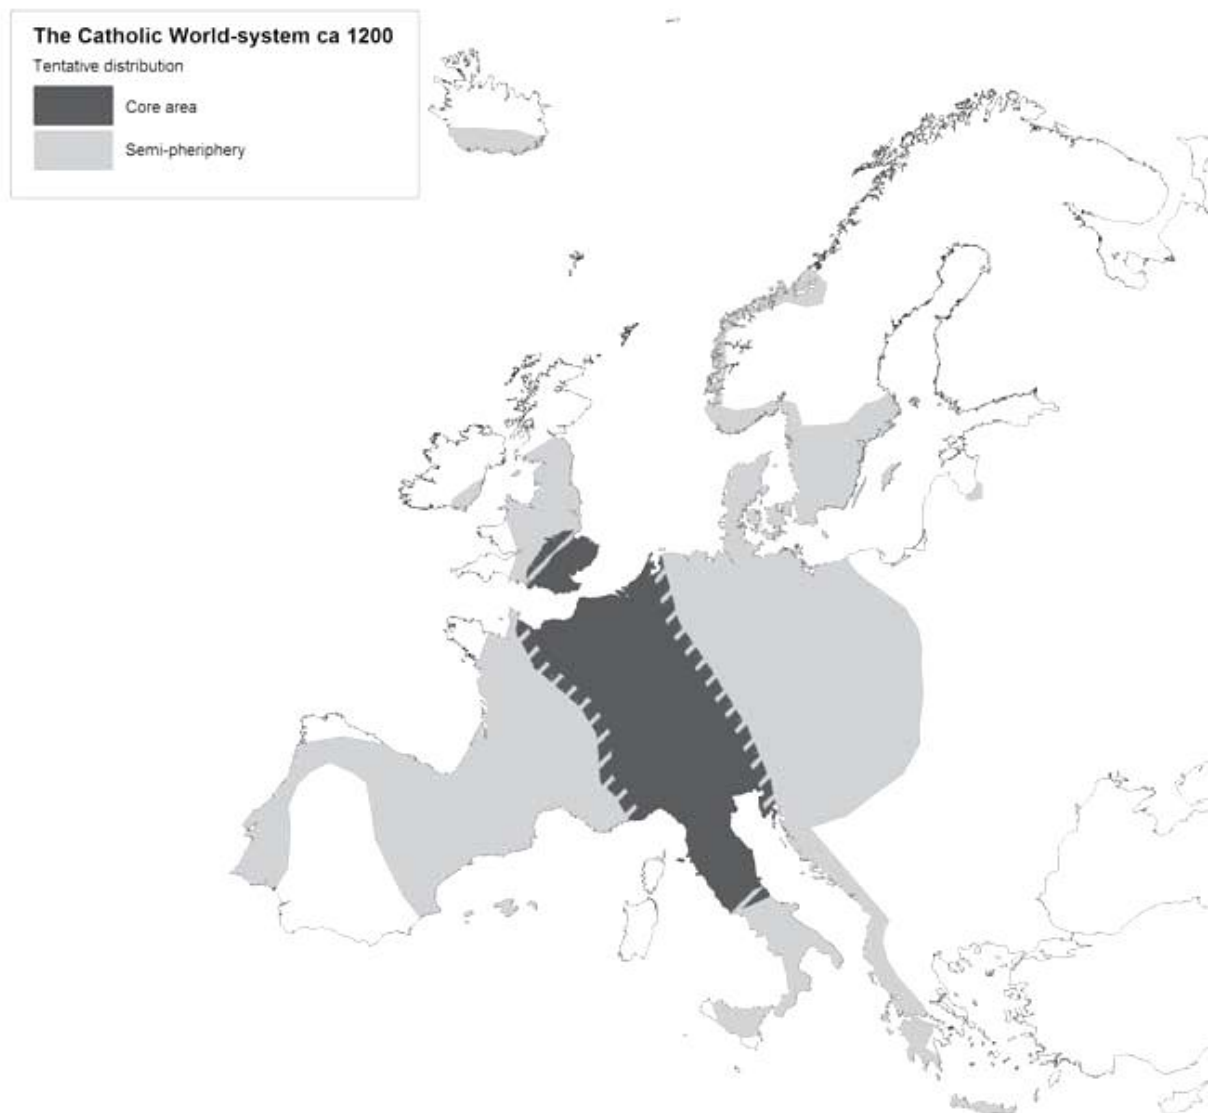 The Catholic World-system ca 1200
Tentative distribution
Core area
Semi-pheriphery